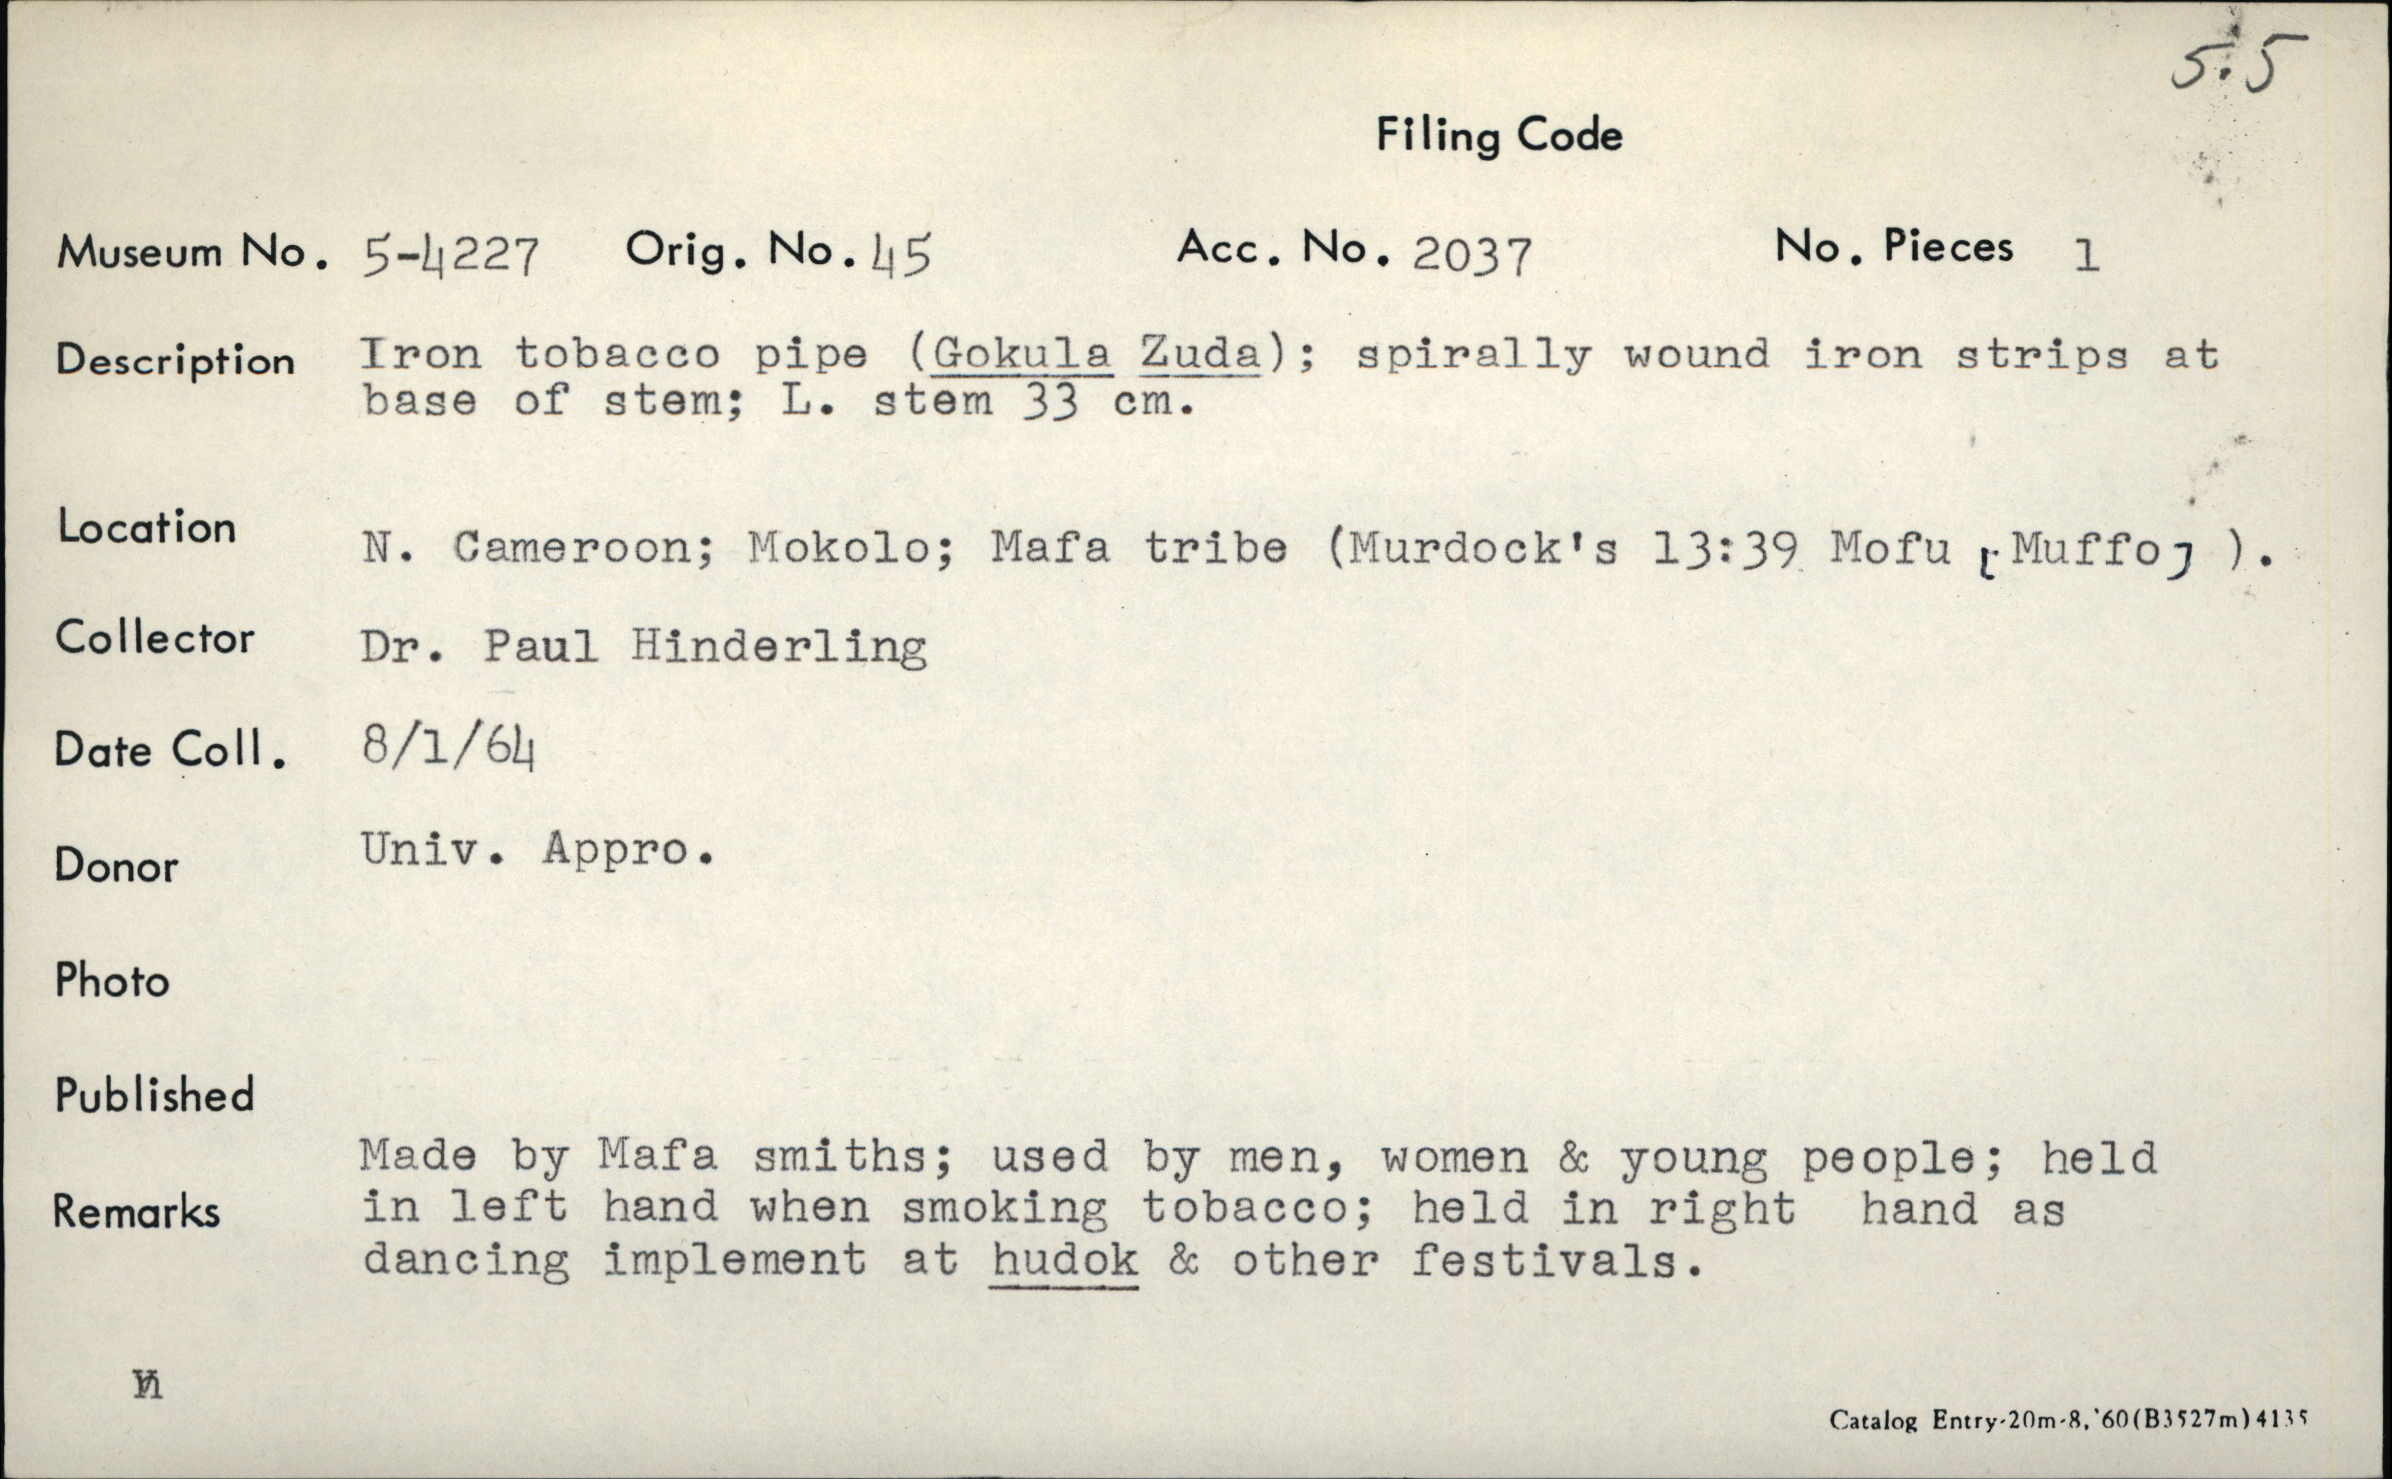 5.5
Filing Code
Museum No. 5-4227 Orig. No. 45 Acc. No. 2037 No. Pieces 1
Description Iron tobacco pipe (Gokula Zuda); spirally wound iron strips at
base of stem; L. stem 33 cm.
Location N. Cameroon; Mokolo; Mafa tribe (Murdock's 13:39 Mofu [Muffo] ).
Collector Dr. Paul Hinderling
Date Coll. 8/1/64
Donor Univ. Appro.
Photo
Published
Remarks Made by Mafa smiths; used by men, women & young people; held
in left hand when smoking tobacco; held in right hand as
dancing implement at hudok & other festivals.
Catalog Entry-20m-8,'60(B3527m)4135